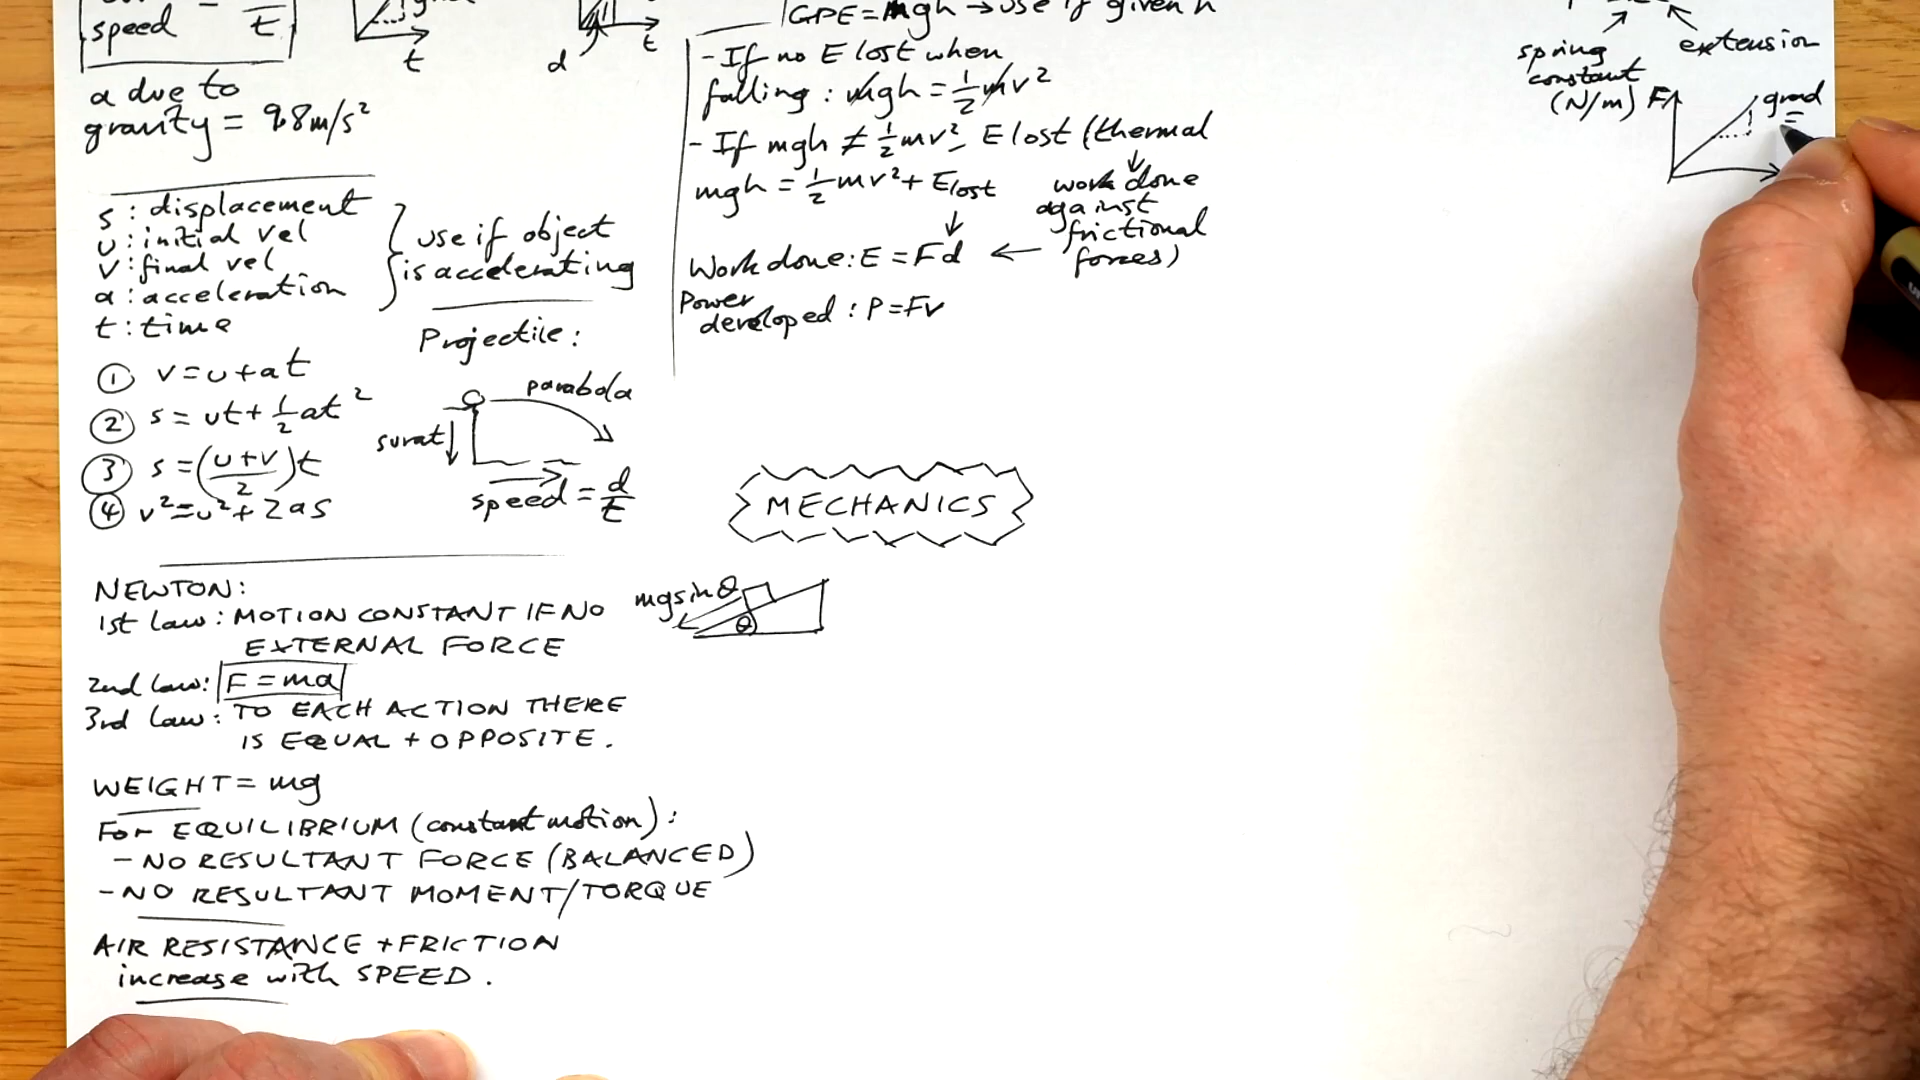 speed = t
t
d
t
a due to
gravity = 9.8m/s²
s: displacement
u: initial vel
v: final vel
a: acceleration
t: time
} use if object
is accelerating
① v=u+at
② s = ut+½at²
③ s=(u+v/2)t
④ v²=u²+2as
Projectile:
parabola
suvat
speed = d/t
NEWTON:
1st Law: MOTION CONSTANT IF NO
EXTERNAL FORCE
2nd Law: F=ma
3rd Law: TO EACH ACTION THERE
IS EQUAL + OPPOSITE.
mgsinθ
θ
WEIGHT = mg
For EQUILIBRIUM (constant motion):
- NO RESULTANT FORCE (BALANCED)
- NO RESULTANT MOMENT/TORQUE
AIR RESISTANCE + FRICTION
increase with SPEED.
GPE = mgh → use if given h
- If no E lost when
falling: mgh = ½mv²
- If mgh ≠ ½mv², E lost (thermal
mgh = ½mv² + Elost
work done
against
frictional
forces)
Work done: E = Fd ←
Power
developed: P=Fv
MECHANICS
spring
constant
(N/m)
extension
F
grad
=